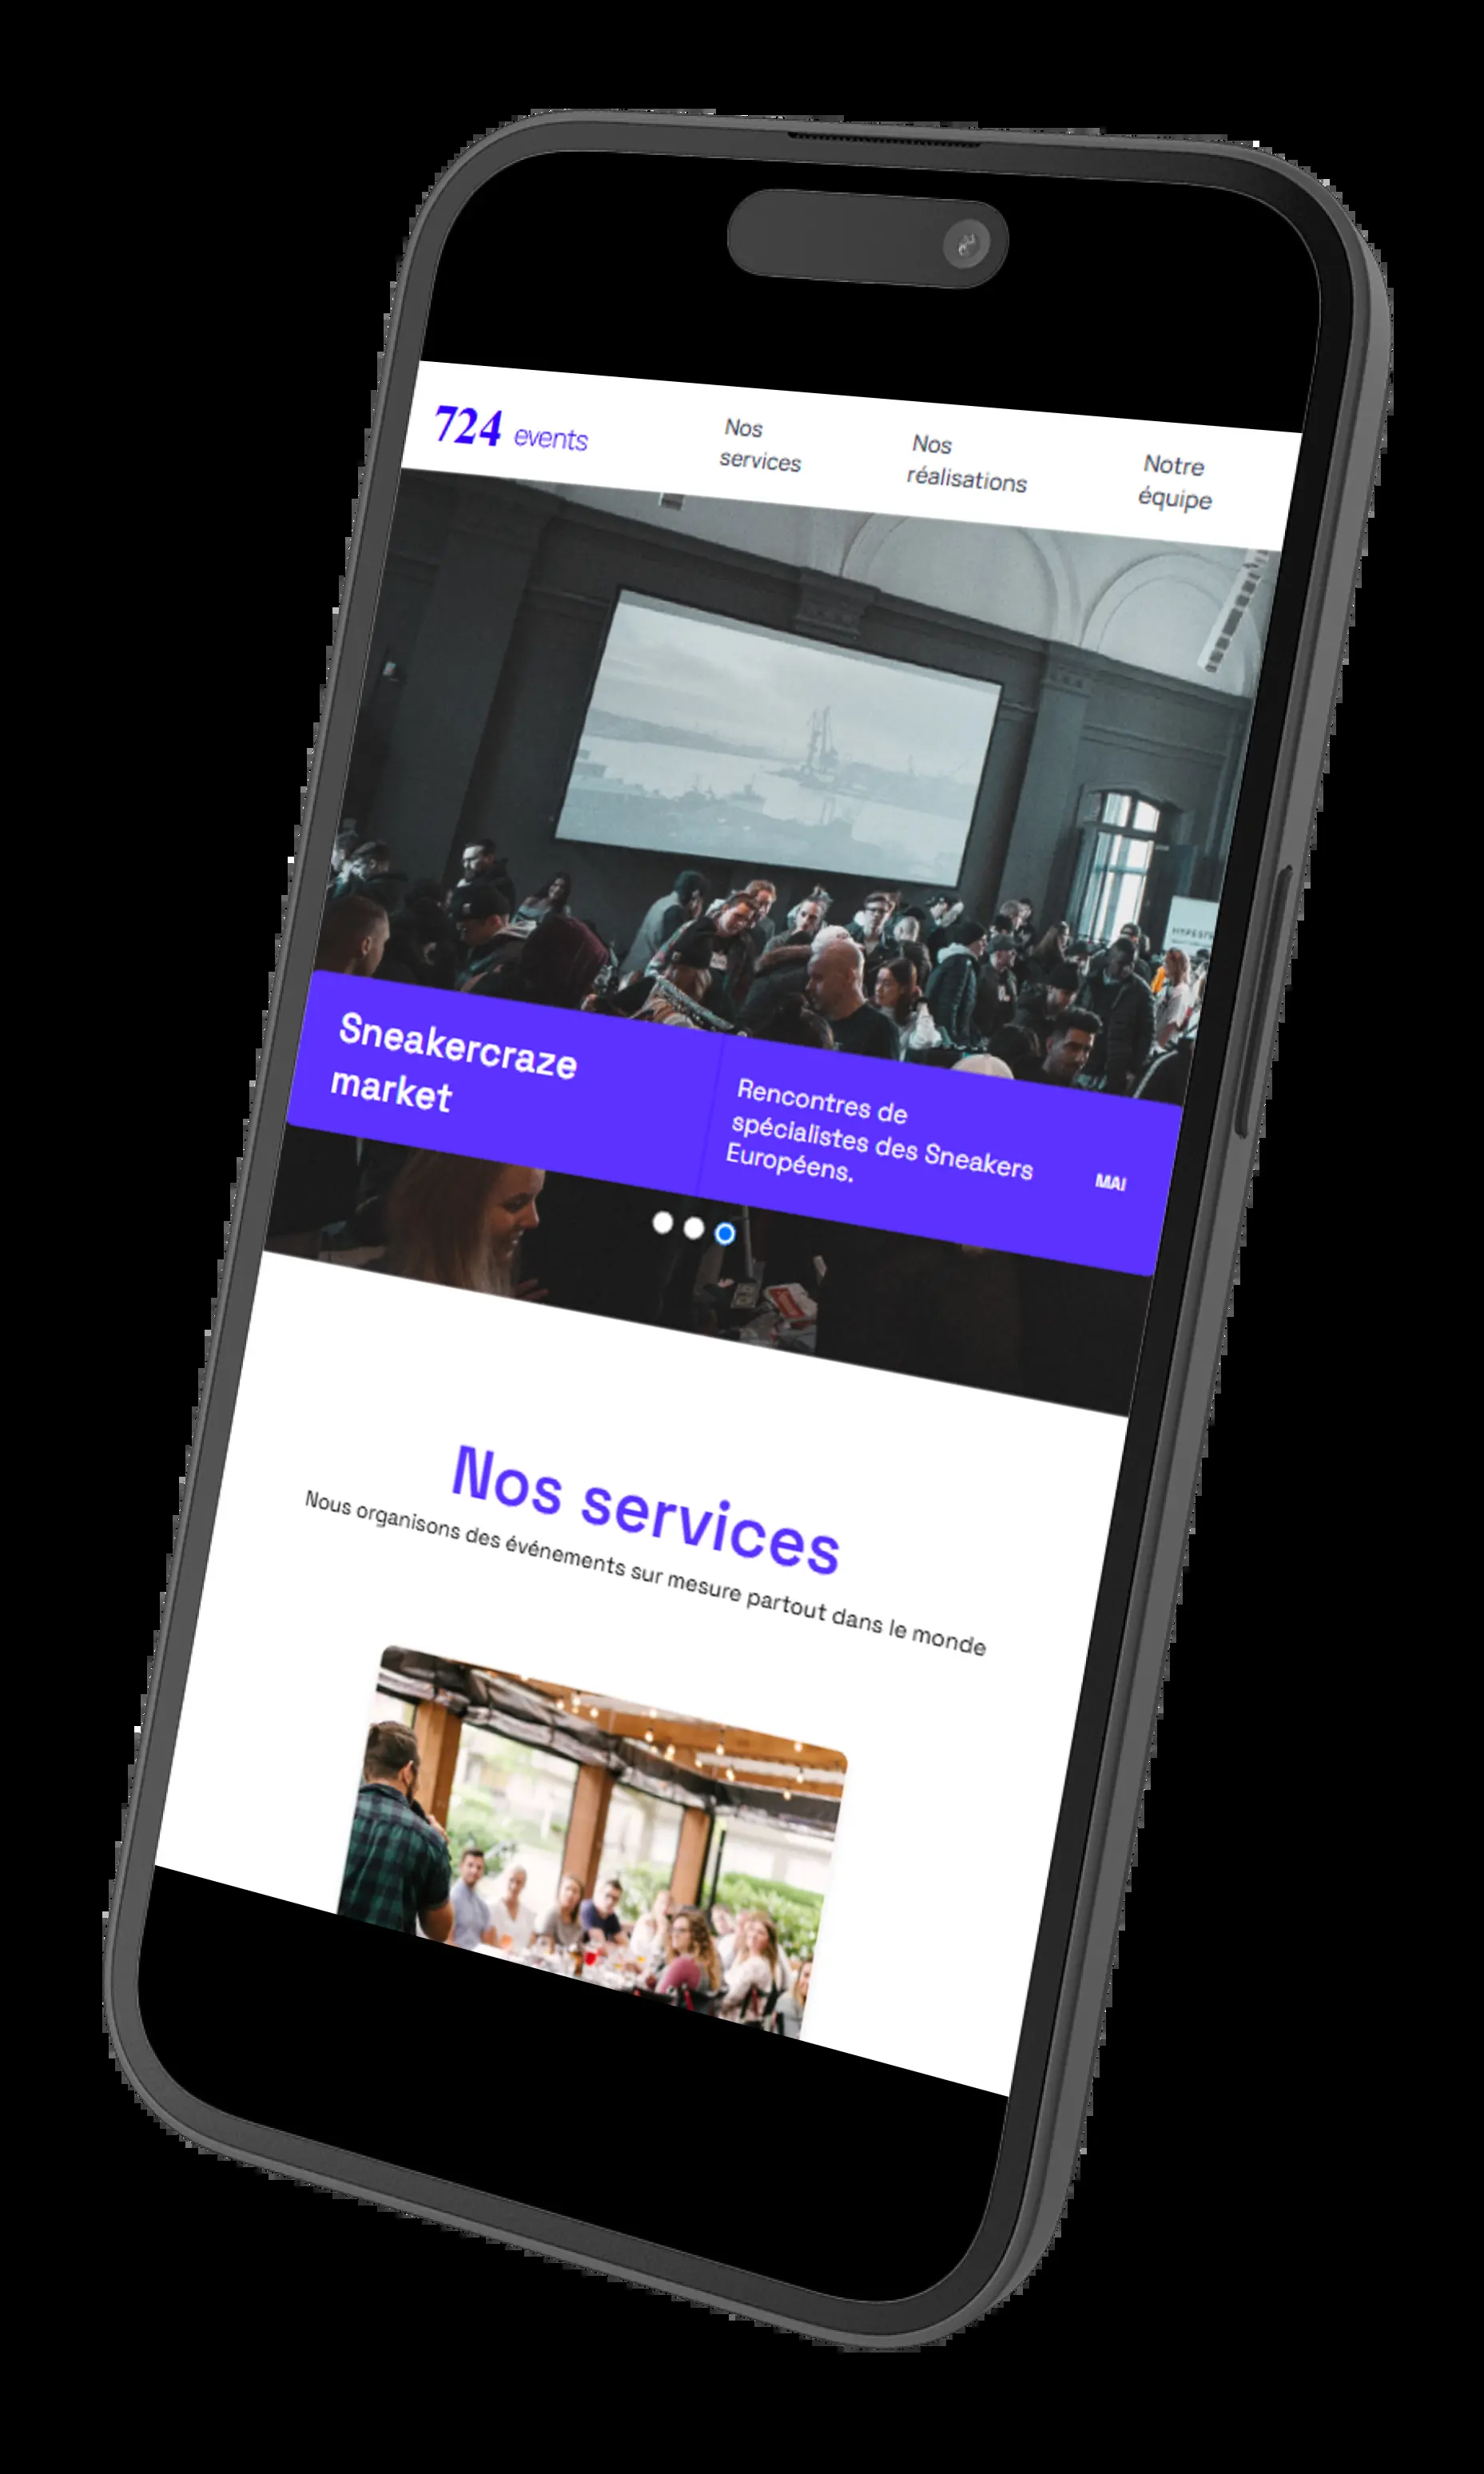 724 events
Nos
services
Nos
réalisations
Notre
équipe
Sneakercraze
market
Rencontres de
spécialistes des Sneakers
Européens.
MAI
Nos services
Nous organisons des événements sur mesure partout dans le monde